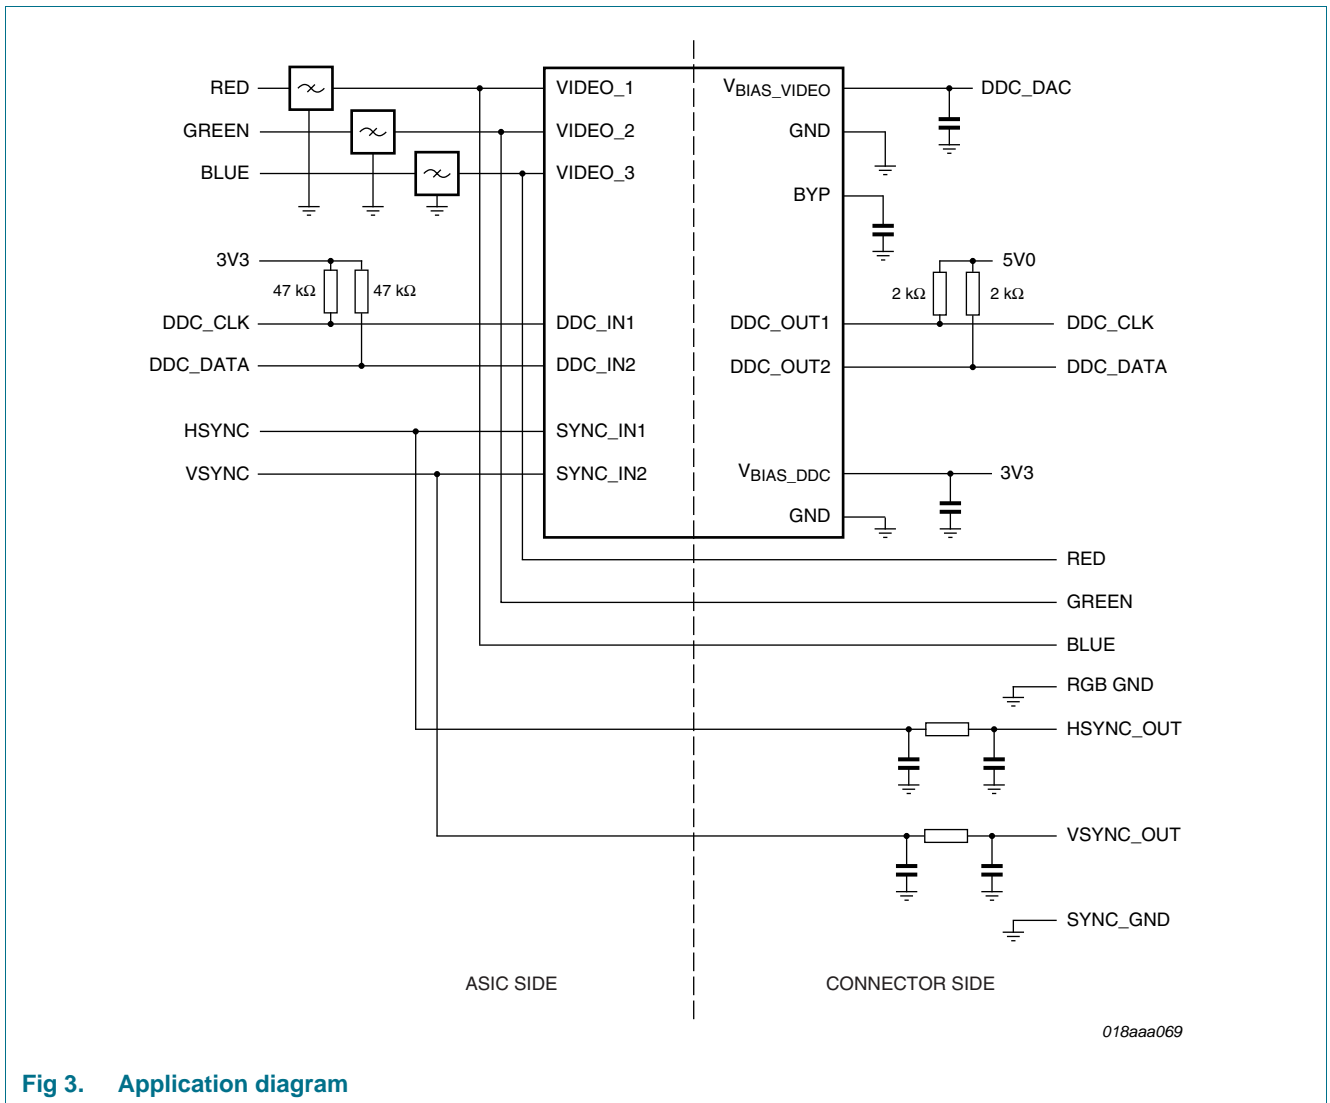 RED
VIDEO_1
VBIAS_VIDEO
DDC_DAC
GREEN
VIDEO_2
GND
BLUE
VIDEO_3
BYP
3V3
5V0
47 kΩ
47 kΩ
2 kΩ
2 kΩ
DDC_CLK
DDC_IN1
DDC_OUT1
DDC_CLK
DDC_DATA
DDC_IN2
DDC_OUT2
DDC_DATA
HSYNC
SYNC_IN1
VSYNC
SYNC_IN2
VBIAS_DDC
3V3
GND
RED
GREEN
BLUE
RGB GND
HSYNC_OUT
VSYNC_OUT
SYNC_GND
ASIC SIDE
CONNECTOR SIDE
018aaa069
Fig 3. Application diagram